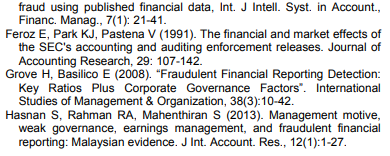 fraud using published financial data, Int. J Intell. Syst. in Account.,
Financ. Manag., 7(1): 21-41.
Feroz E, Park KJ, Pastena V (1991). The financial and market effects of
the SEC's accounting and auditing enforcement releases. Journal of
Accounting Research, 29: 107-142.
Grove H, Basilico E (2008). “Fraudulent Financial Reporting Detection:
Key Ratios Plus Corporate Governance Factors”. International
Studies of Management & Organization, 38(3):10-42.
Hasnan S, Rahman RA, Mahenthiran S (2013). Management motive,
weak governance, earnings management, and fraudulent financial
reporting: Malaysian evidence. J Int. Account. Res., 12(1):1-27.